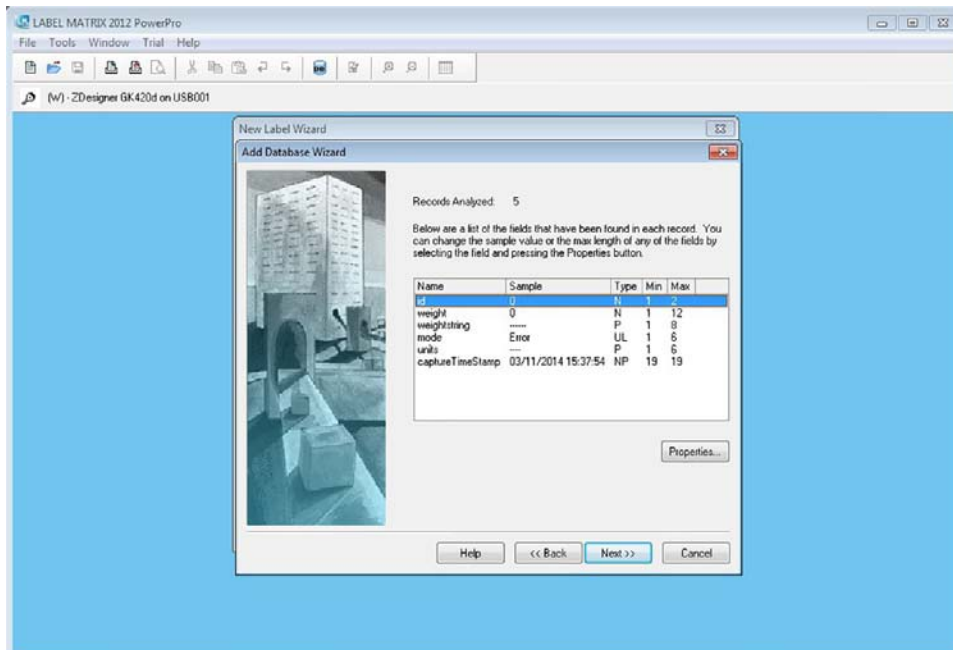 LABEL MATRIX 2012 PowerPro
File Tools Window Trial Help
(W) - ZDesigner GK420d on USB001
New Label Wizard
Add Database Wizard
Records Analyzed: 5
Below are a list of the fields that have been found in each record. You
can change the sample value or the max length of any of the fields by
selecting the field and pressing the Properties button.
Name Sample Type Min Max
id 0 N 1 2
weight 0 N 1 12
weightstring ------ P 1 8
mode Error UL 1 6
units ---- P 1 6
captureTimeStamp 03/11/2014 15:37:54 NP 19 19
Properties...
Help << Back Next >> Cancel